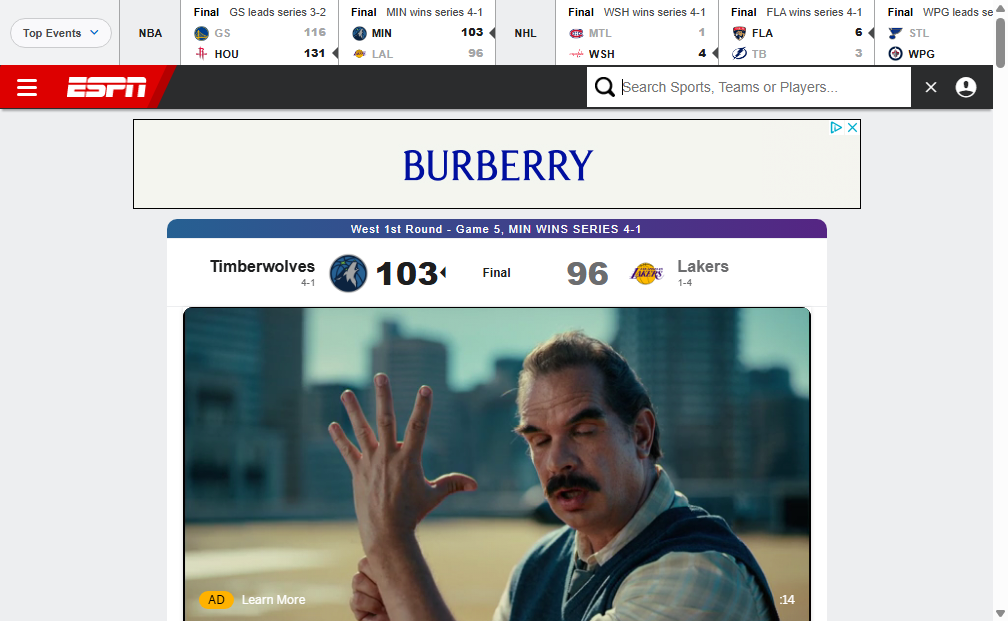 Top Events
NBA
Final GS leads series 3-2
GS 116
HOU 131
Final MIN wins series 4-1
MIN 103
LAL 96
NHL
Final WSH wins series 4-1
MTL 1
WSH 4
Final FLA wins series 4-1
FLA 6
TB 3
Final WPG leads se
STL
WPG
ESPN
Search Sports, Teams or Players...
BURBERRY
West 1st Round - Game 5, MIN WINS SERIES 4-1
Timberwolves
4-1
103
Final
96
LAKERS
Lakers
1-4
AD Learn More
:14